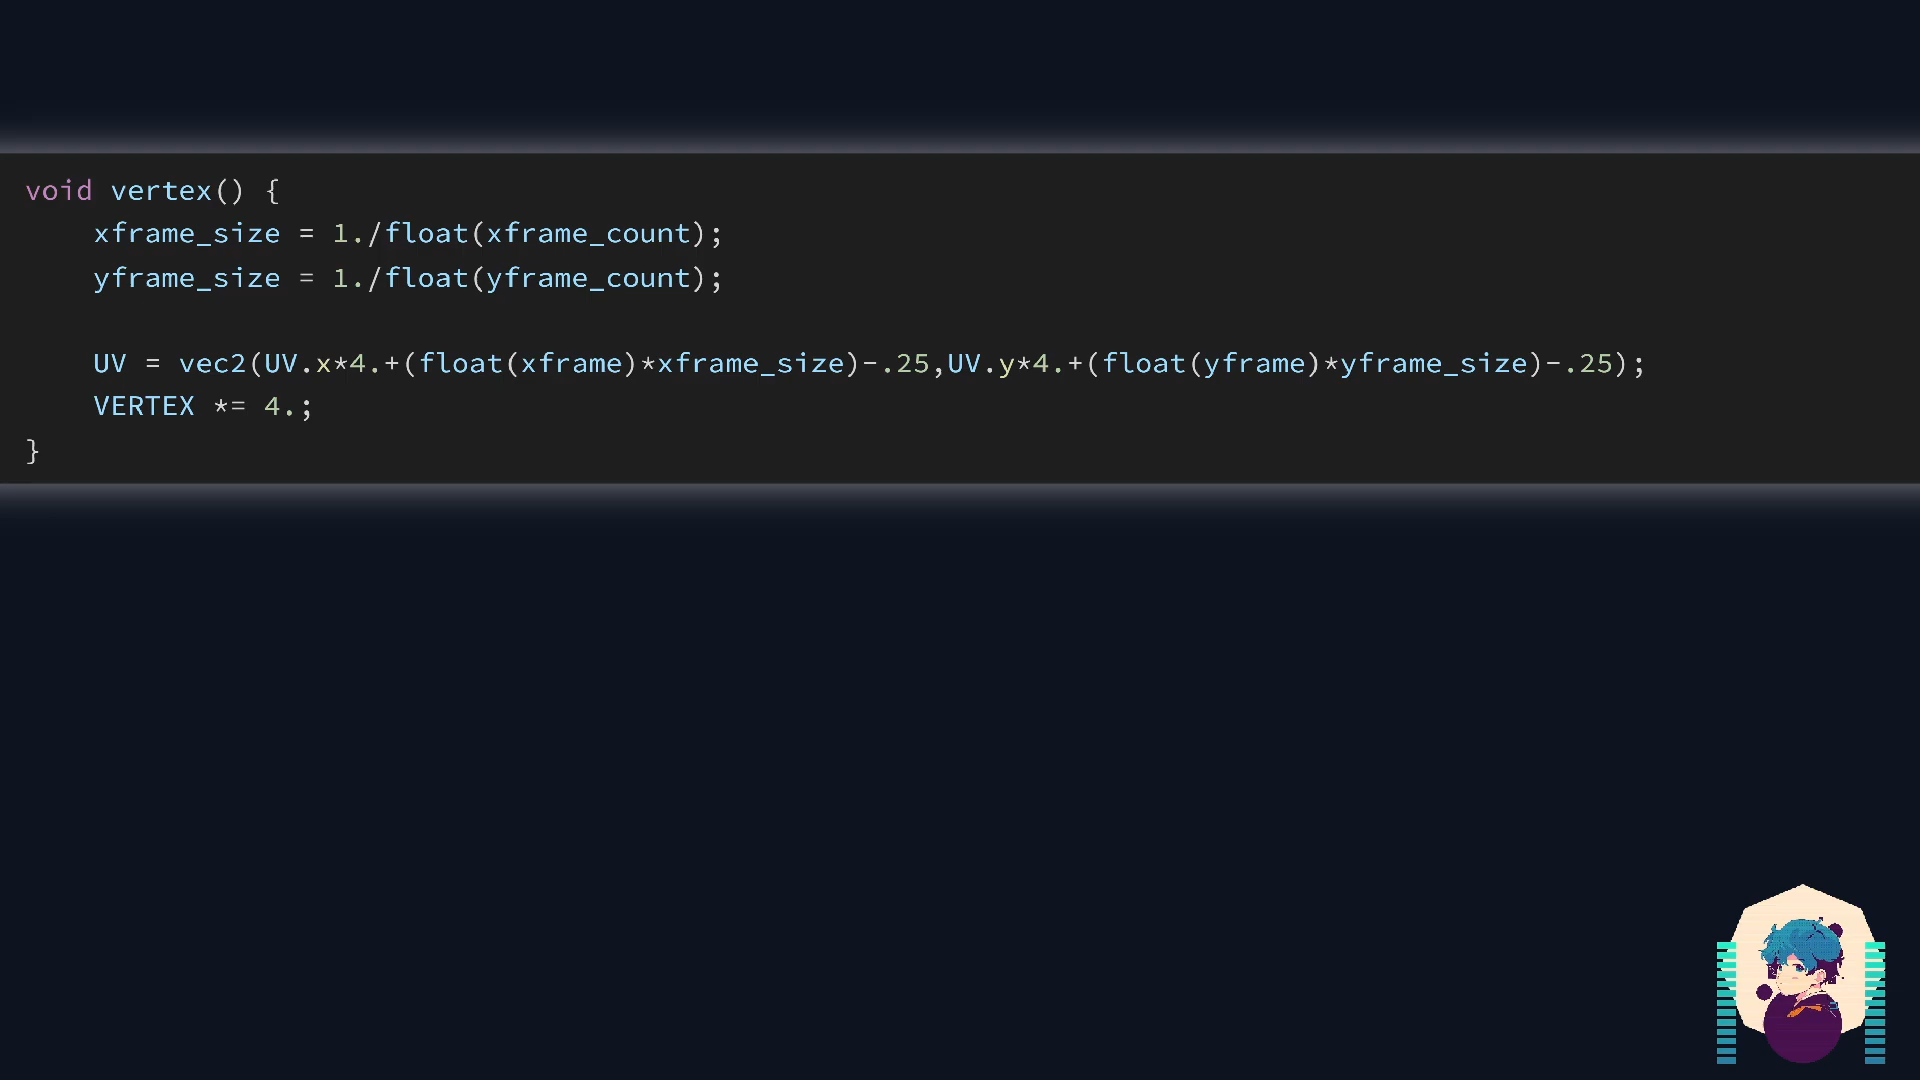 void vertex() {
    xframe_size = 1./float(xframe_count);
    yframe_size = 1./float(yframe_count);
    UV = vec2(UV.x*4.+(float(xframe)*xframe_size)-.25,UV.y*4.+(float(yframe)*yframe_size)-.25);
    VERTEX *= 4.;
}